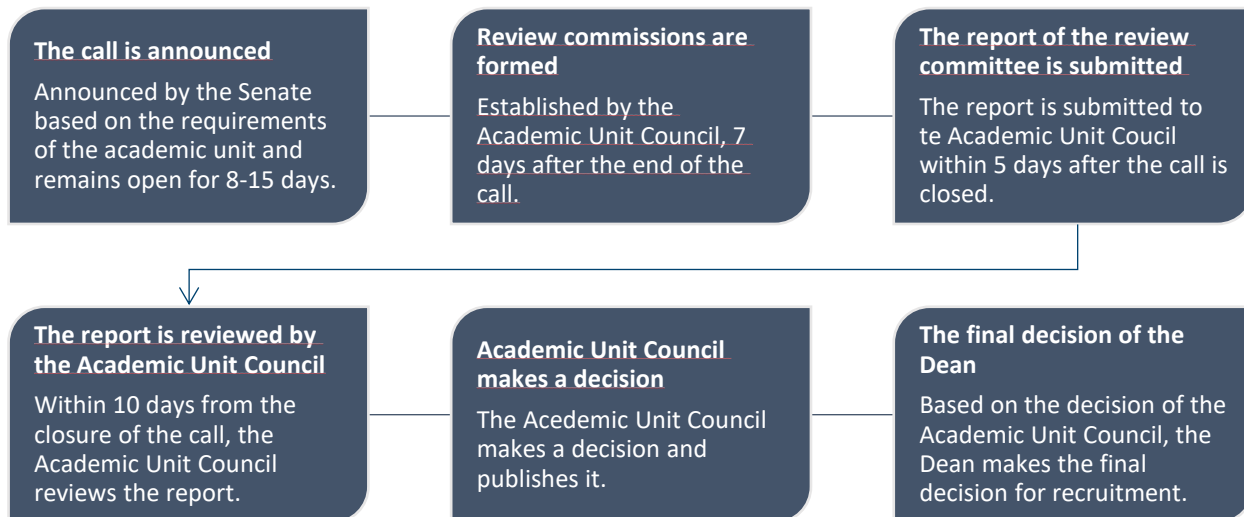 The call is announced
Announced by the Senate
based on the requirements
of the academic unit and
remains open for 8-15 days.
Review commissions are
formed
Established by the
Academic Unit Council, 7
days after the end of the
call.
The report of the review
committee is submitted
The report is submitted to
te Academic Unit Coucil
within 5 days after the call is
closed.
The report is reviewed by
the Academic Unit Council
Within 10 days from the
closure of the call, the
Academic Unit Council
reviews the report.
Academic Unit Council
makes a decision
The Acedemic Unit Council
makes a decision and
publishes it.
The final decision of the
Dean
Based on the decision of the
Academic Unit Council, the
Dean makes the final
decision for recruitment.